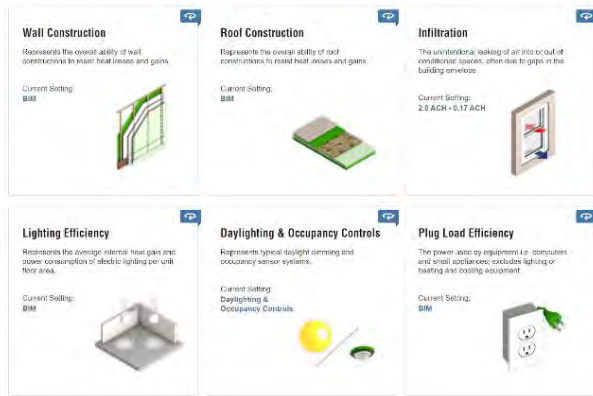 Wall Construction
Represents the overall ability of wall
constructions to resist heat losses and gains.
Current Setting:
BIM
Roof Construction
Represents the overall ability of roof
constructions to resist heat losses and gains.
Current Setting:
BIM
Infiltration
The unintentional leaking of air into or out of
conditioned spaces, often due to gaps in the
building envelope.
Current Setting:
2.0 ACH - 0.17 ACH
Lighting Efficiency
Represents the average internal heat gain and
power consumption of electric lighting per unit
floor area.
Current Setting:
BIM
Daylighting & Occupancy Controls
Represents typical daylight dimming and
occupancy sensor systems.
Current Setting:
Daylighting &
Occupancy Controls
Plug Load Efficiency
The power used by equipment i.e. computers
and small appliances; excludes lighting or
heating and cooling equipment.
Current Setting:
BIM